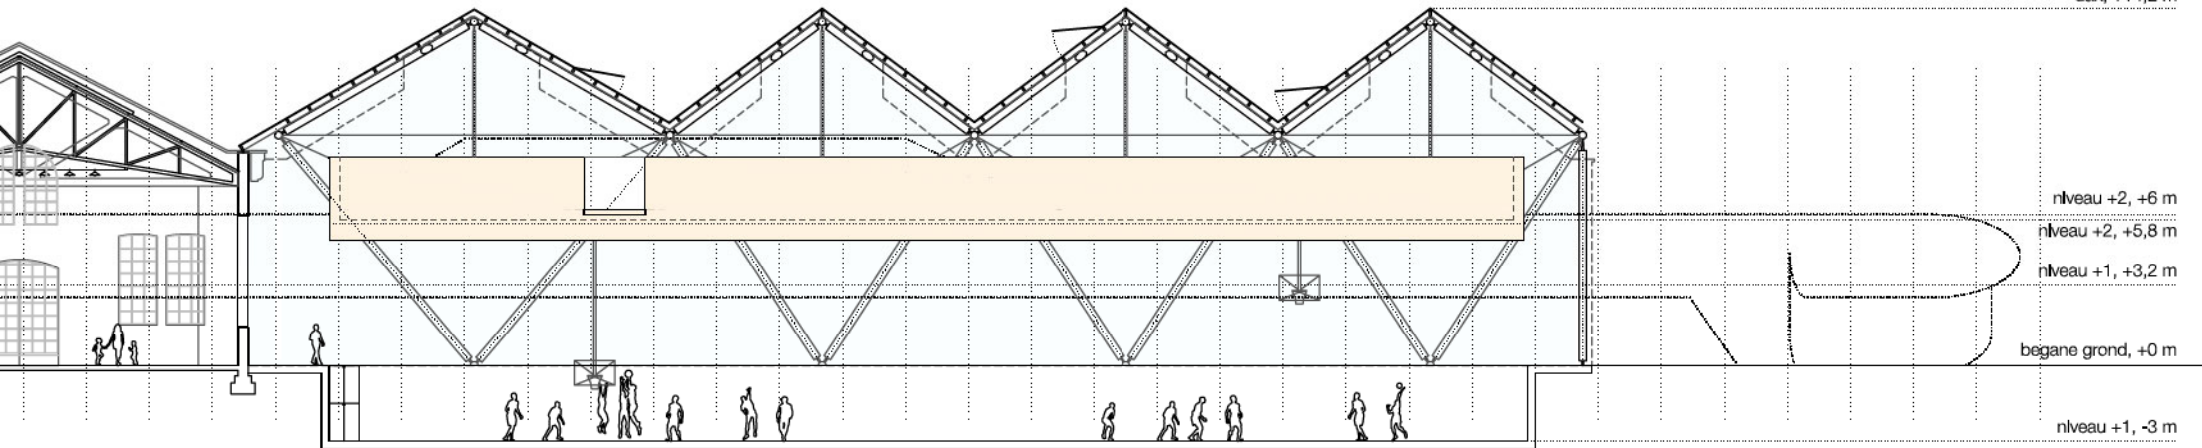 niveau +2, +6 m
niveau +2, +5,8 m
niveau +1, +3,2 m
begane grond, +0 m
niveau +1, -3 m